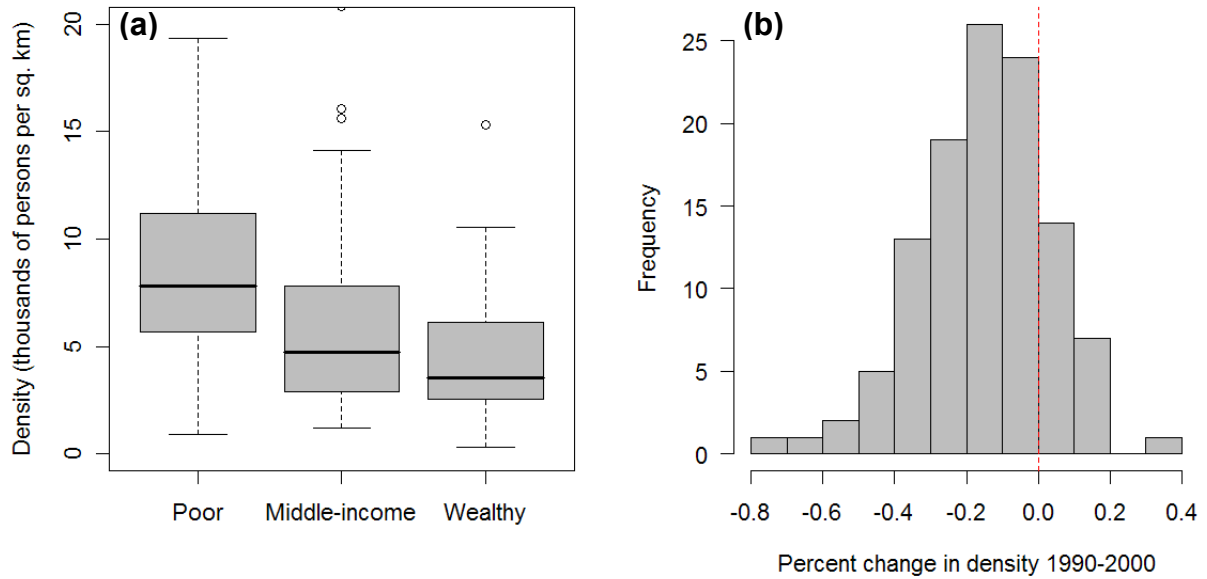 (a)
Density (thousands of persons per sq. km)
20
15
10
5
0
Poor Middle-income Wealthy
(b)
Frequency
25
20
15
10
5
0
-0.8 -0.6 -0.4 -0.2 0.0 0.2 0.4
Percent change in density 1990-2000